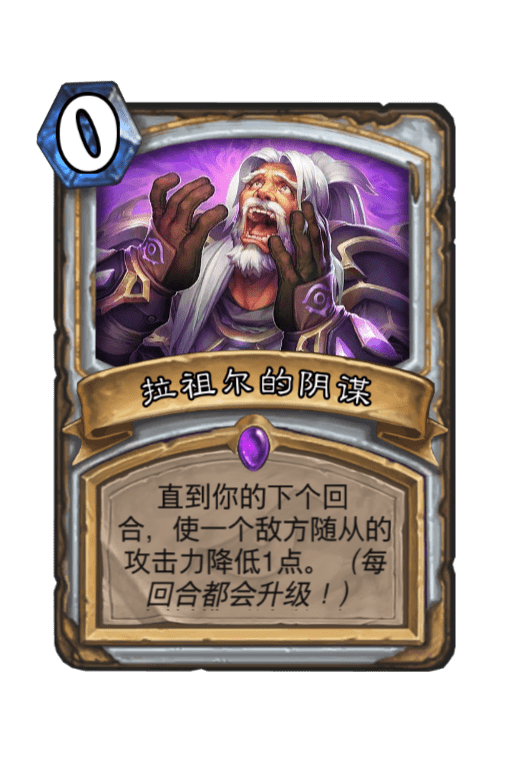 0
拉祖尔的阴谋
直到你的下个回
合，使一个敌方随从的
攻击力降低1点。（每
回合都会升级！）